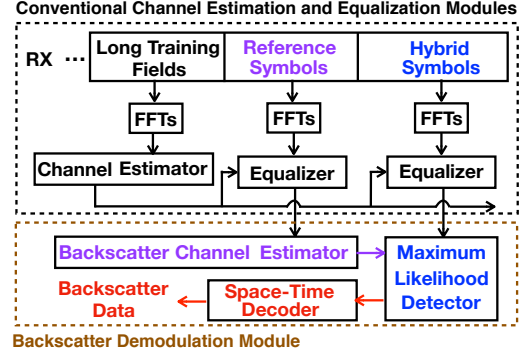 Conventional Channel Estimation and Equalization Modules
RX ...
Long Training
Fields
Reference
Symbols
Hybrid
Symbols
FFTs
FFTs
FFTs
Channel Estimator
Equalizer
Equalizer
Backscatter Channel Estimator
Maximum
Likelihood
Detector
Backscatter
Data
Space-Time
Decoder
Backscatter Demodulation Module